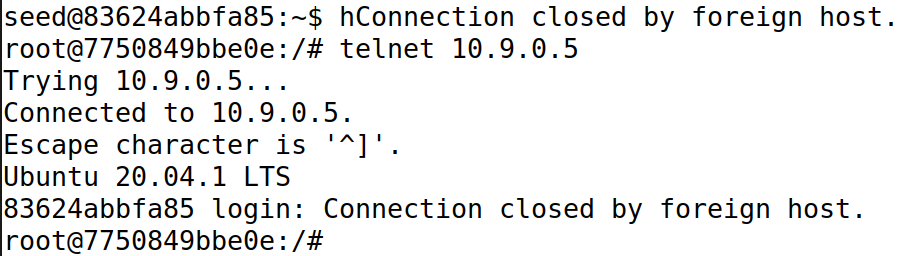 seed@83624abbfa85:~$ hConnection closed by foreign host.
root@7750849bbe0e:/# telnet 10.9.0.5
Trying 10.9.0.5...
Connected to 10.9.0.5.
Escape character is '^]'.
Ubuntu 20.04.1 LTS
83624abbfa85 login: Connection closed by foreign host.
root@7750849bbe0e:/#